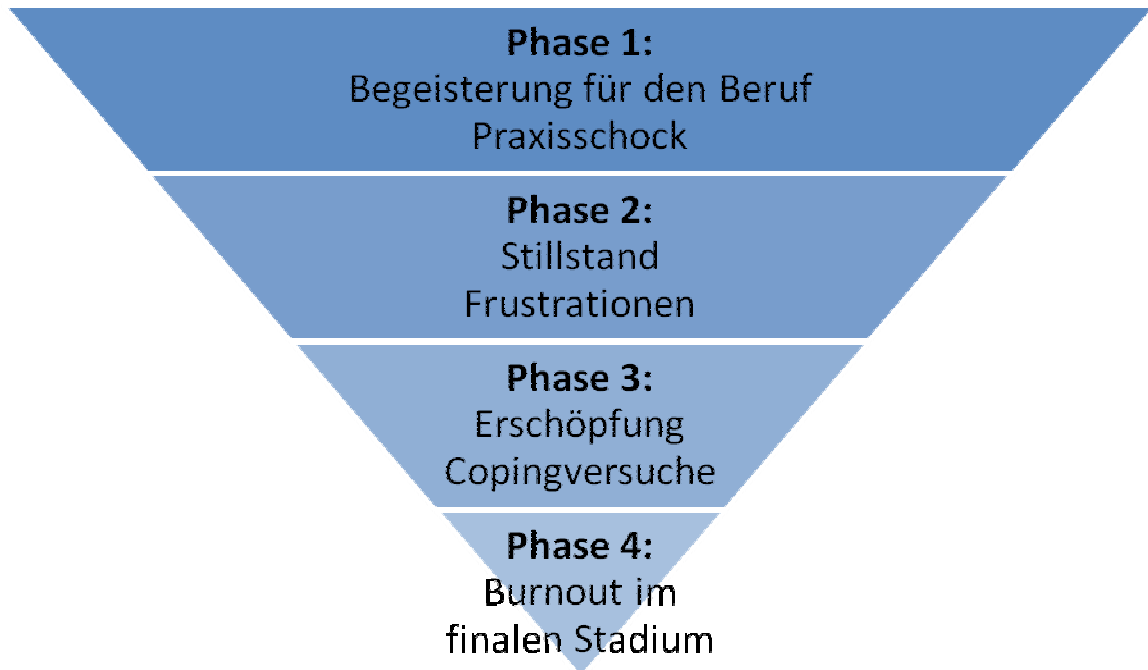 Phase 1:
Begeisterung für den Beruf
Praxisschock
Phase 2:
Stillstand
Frustrationen
Phase 3:
Erschöpfung
Copingversuche
Phase 4:
Burnout im
finalen Stadium